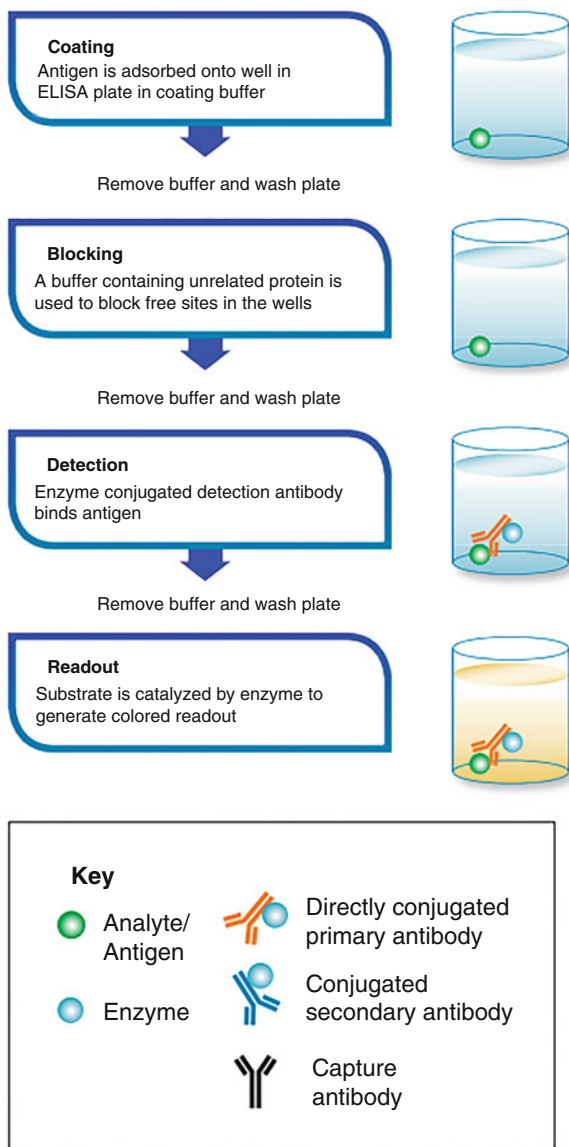 Coating
Antigen is adsorbed onto well in
ELISA plate in coating buffer
Remove buffer and wash plate
Blocking
A buffer containing unrelated protein is
used to block free sites in the wells
Remove buffer and wash plate
Detection
Enzyme conjugated detection antibody
binds antigen
Remove buffer and wash plate
Readout
Substrate is catalyzed by enzyme to
generate colored readout
Key
Analyte/
Antigen
Enzyme
Directly conjugated
primary antibody
Conjugated
secondary antibody
Capture
antibody